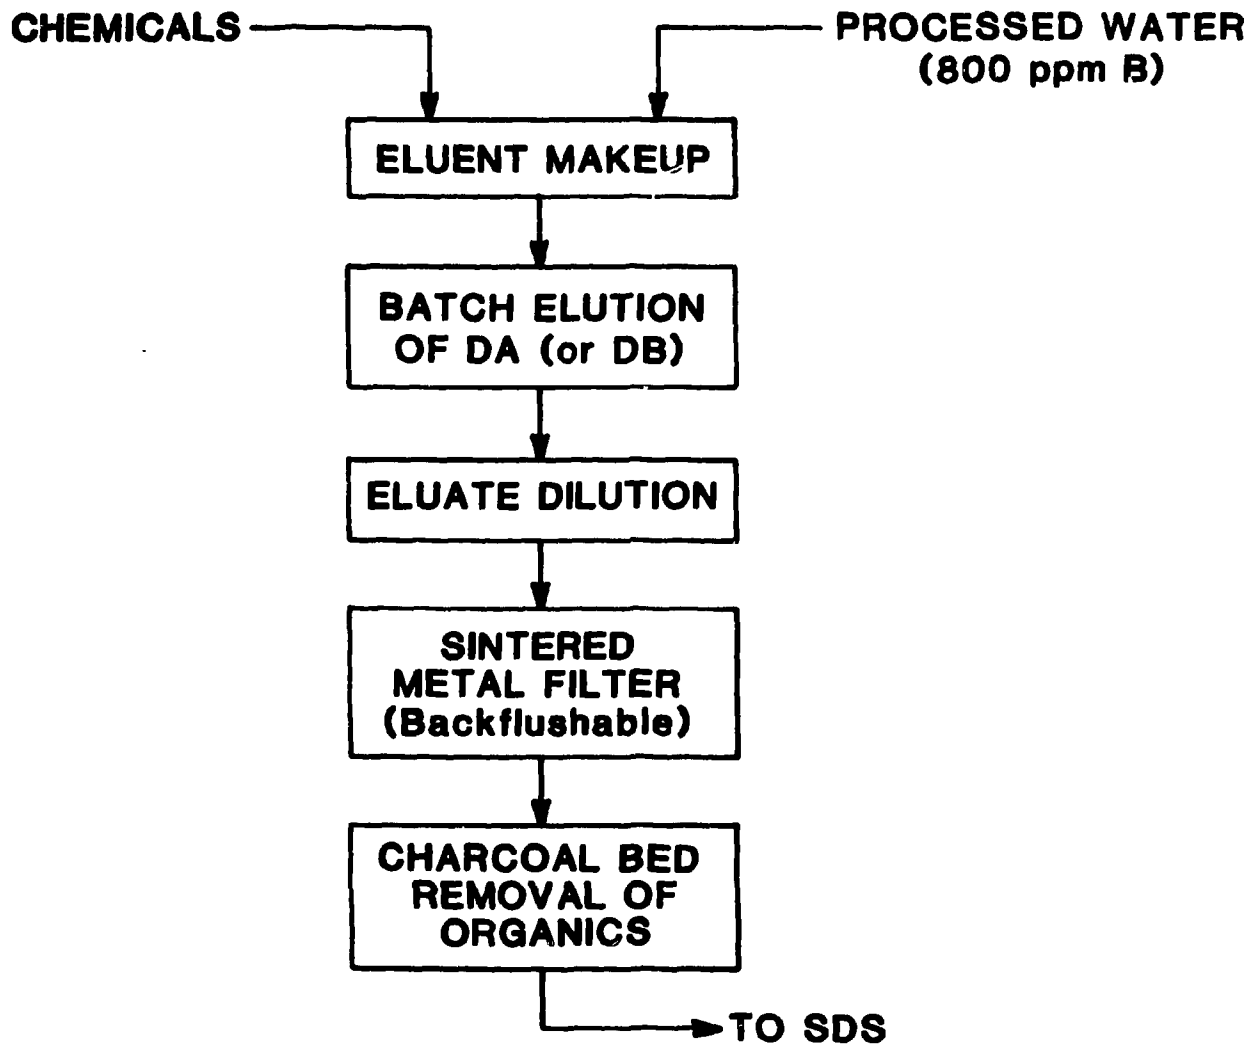 CHEMICALS
PROCESSED WATER
(800 ppm B)
ELUENT MAKEUP
BATCH ELUTION
OF DA (or DB)
ELUATE DILUTION
SINTERED
METAL FILTER
(Backflushable)
CHARCOAL BED
REMOVAL OF
ORGANICS
TO SDS